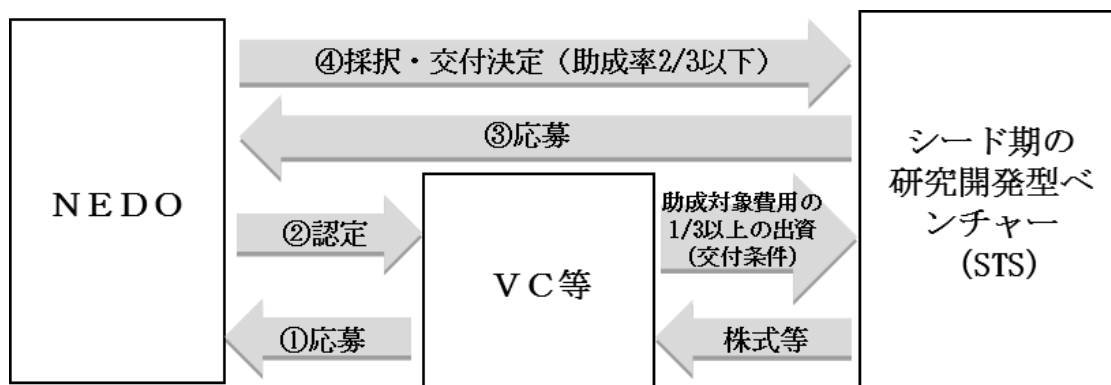 ④採択・交付決定（助成率2/3以下）
③応募
NEDO
②認定
①応募
VC等
助成対象費用の
1/3以上の出資
(交付条件)
株式等
シード期の
研究開発型ベ
ンチャー
(STS)